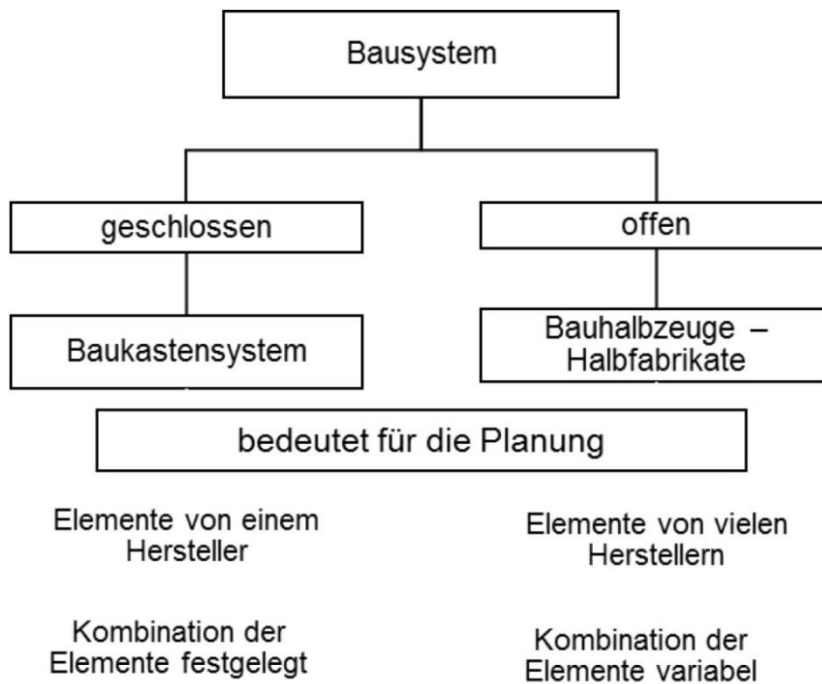 Bausystem
geschlossen
offen
Baukastensystem
Bauhalbzeuge –
Halbfabrikate
bedeutet für die Planung
Elemente von einem
Hersteller
Elemente von vielen
Herstellern
Kombination der
Elemente festgelegt
Kombination der
Elemente variabel